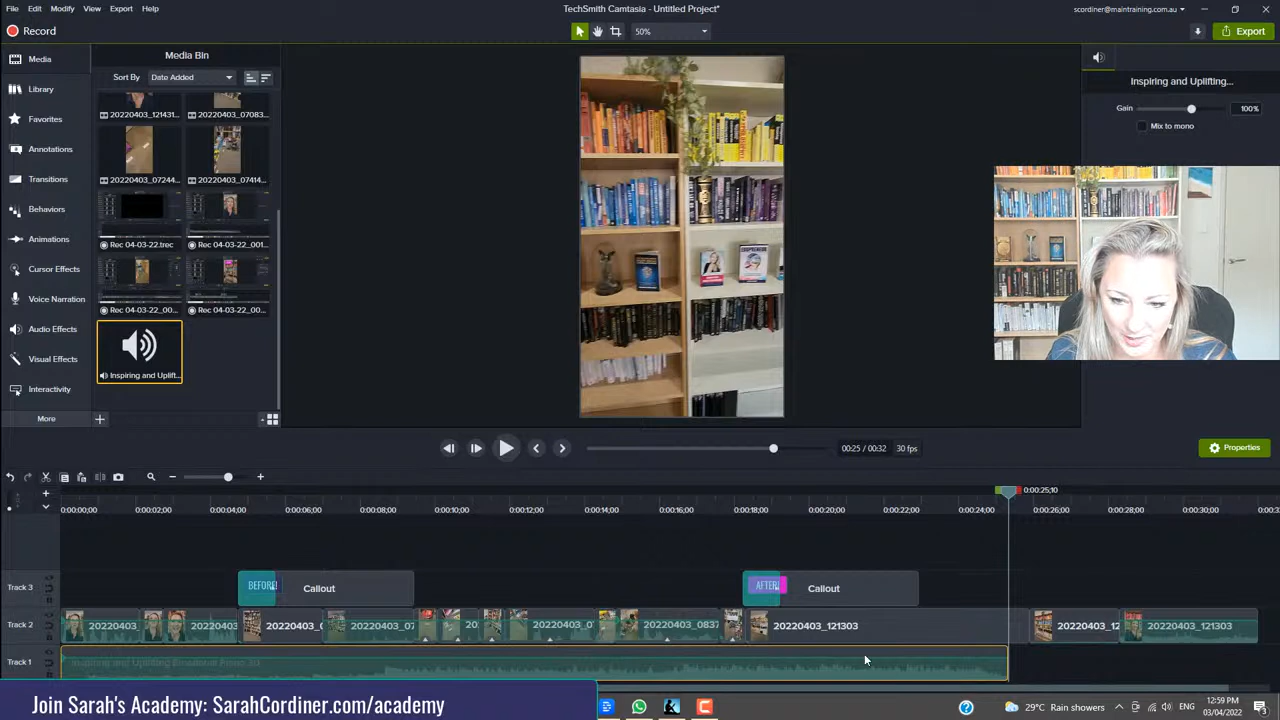 File Edit Modify View Export Help
TechSmith Camtasia - Untitled Project*
scordiner@maintraining.com.au
Record
50%
Export
Media
Library
Favorites
Annotations
Transitions
Behaviors
Animations
Cursor Effects
Voice Narration
Audio Effects
Visual Effects
Interactivity
More
Media Bin
Sort By Date Added
20220403_121431... 20220403_07083...
20220403_07244... 20220403_07414...
Rec 04-03-22.trec Rec 04-03-22_001...
Rec 04-03-22_00... Rec 04-03-22_00...
Inspiring and Uplift...
Inspiring and Uplifting...
Gain 100%
Mix to mono
00:25 / 00:32 30 fps
Properties
0:00:25;10
0:00:00;00 0:00:02;00 0:00:04;00 0:00:06;00 0:00:08;00 0:00:10;00 0:00:12;00 0:00:14;00 0:00:16;00 0:00:18;00 0:00:20;00 0:00:22;00 0:00:24;00 0:00:26;00 0:00:28;00 0:00:30;00
Track 3 BEFORE! Callout AFTER! Callout
Track 2 20220403 20220403 20220403_0 20220403_07 20 20220403_0 20220403_0837 20220403_121303 20220403_12 20220403_121303
Track 1 Inspiring and Uplifting
Join Sarah's Academy: SarahCordiner.com/academy
29°C Rain showers
ENG
12:59 PM
03/04/2022